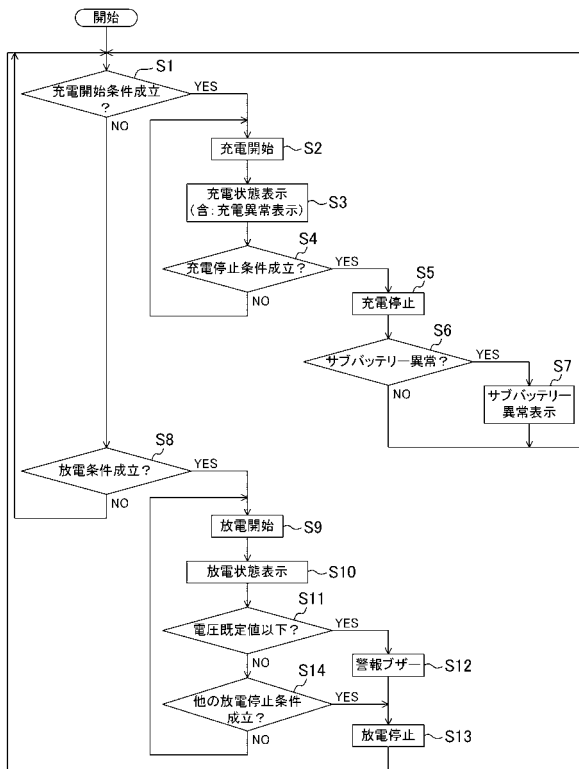 開始
S1
充電開始条件成立
?
YES
NO
S2
充電開始
S3
充電状態表示
(含:充電異常表示)
S4
充電停止条件成立?
YES
NO
S5
充電停止
S6
サブバッテリー異常?
YES
NO
S7
サブバッテリー
異常表示
S8
放電条件成立?
YES
NO
放電開始
S9
放電状態表示
S10
S11
電圧既定値以下?
YES
NO
警報ブザー
S12
S14
他の放電停止条件
成立?
YES
NO
放電停止
S13